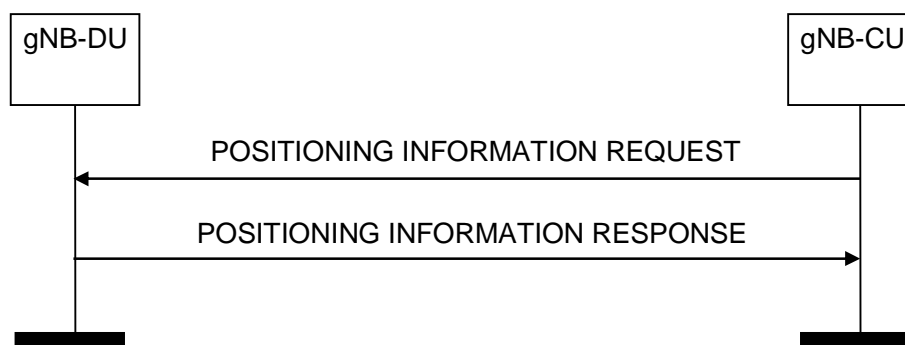 gNB-DU
gNB-CU
POSITIONING INFORMATION REQUEST
POSITIONING INFORMATION RESPONSE